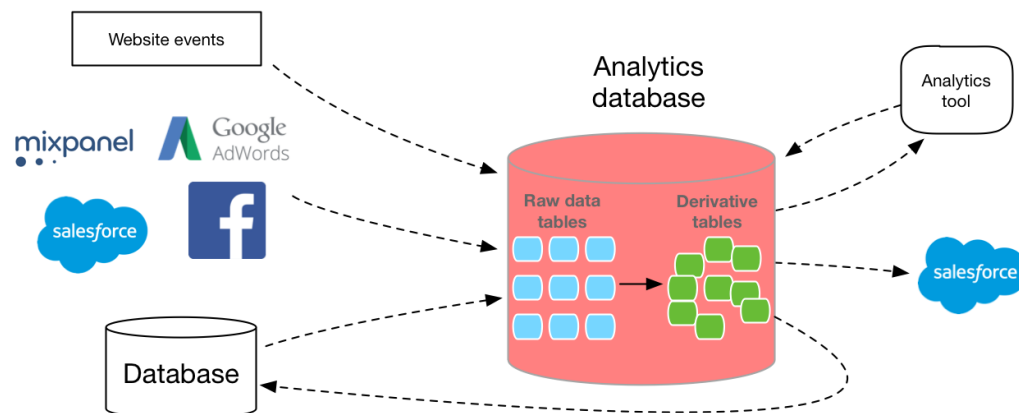 Website events
mixpanel
Google
AdWords
salesforce
f
Database
Analytics
database
Raw data
tables
Derivative
tables
Analytics
tool
salesforce